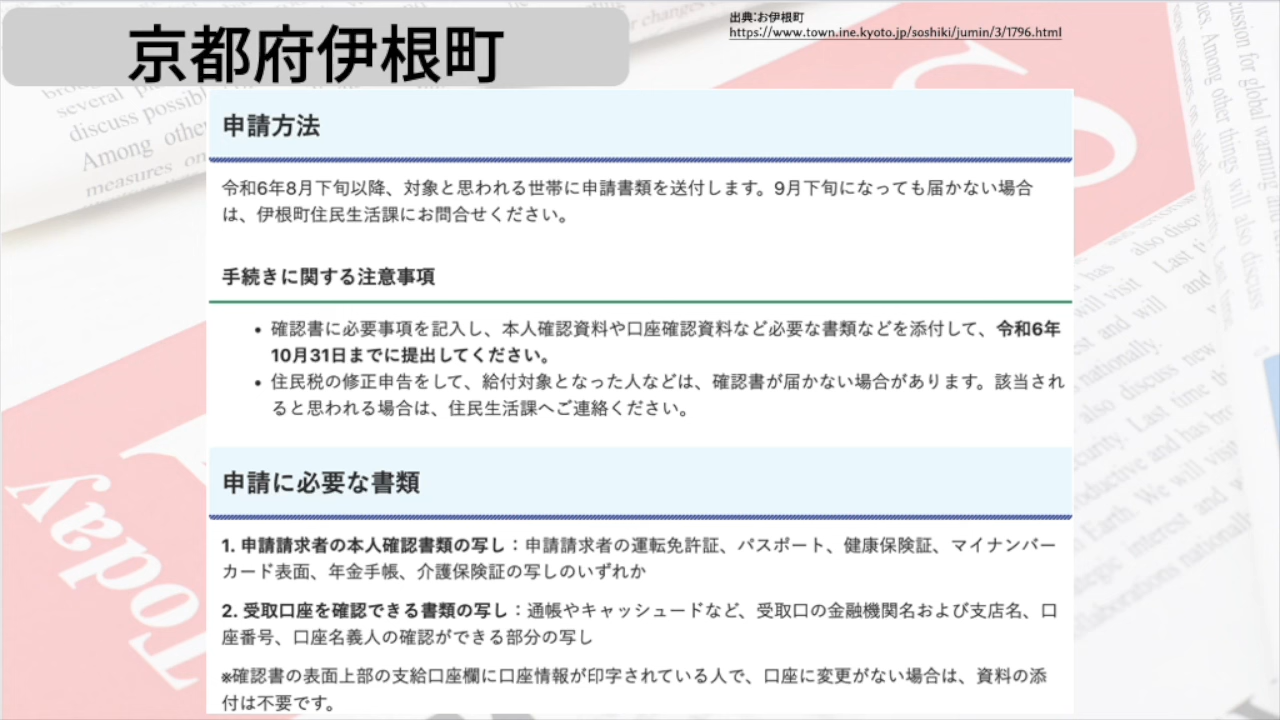 京都府伊根町
出典:お伊根町
https://www.town.ine.kyoto.jp/soshiki/jumin/3/1796.html
申請方法
令和6年8月下旬以降、対象と思われる世帯に申請書類を送付します。9月下旬になっても届かない場合
は、伊根町住民生活課にお問合せください。
手続きに関する注意事項
• 確認書に必要事項を記入し、本人確認資料や口座確認資料など必要な書類などを添付して、令和6年
10月31日までに提出してください。
• 住民税の修正申告をして、給付対象となった人などは、確認書が届かない場合があります。該当され
ると思われる場合は、住民生活課へご連絡ください。
申請に必要な書類
1. 申請請求者の本人確認書類の写し：申請請求者の運転免許証、パスポート、健康保険証、マイナンバー
カード表面、年金手帳、介護保険証の写しのいずれか
2. 受取口座を確認できる書類の写し：通帳やキャッシュードなど、受取口の金融機関名および支店名、口
座番号、口座名義人の確認ができる部分の写し
※確認書の表面上部の支給口座欄に口座情報が印字されている人で、口座に変更がない場合は、資料の添
付は不要です。
several
discuss possibl
Among othe
measures on
Today